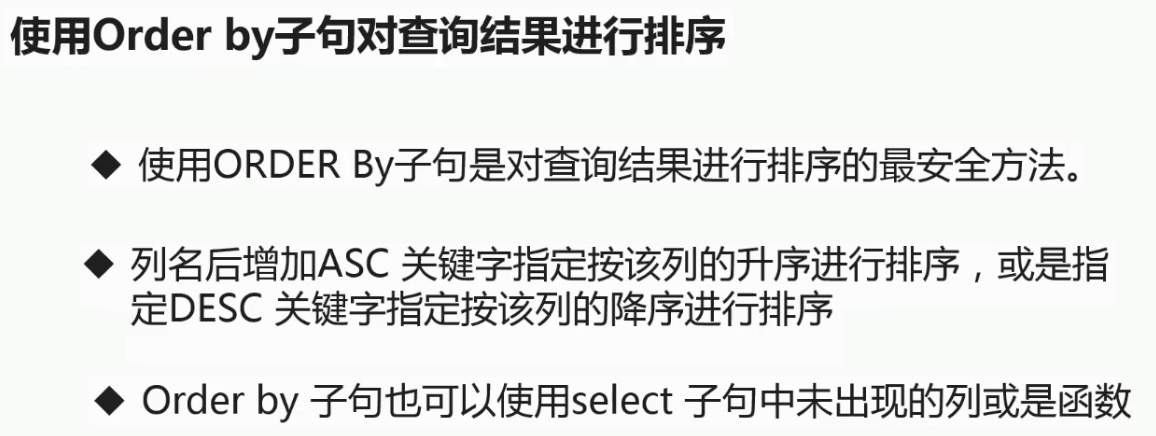 使用Order by子句对查询结果进行排序
◆ 使用ORDER By子句是对查询结果进行排序的最安全方法。
◆ 列名后增加ASC 关键字指定按该列的升序进行排序，或是指
定DESC 关键字指定按该列的降序进行排序
◆ Order by 子句也可以使用select 子句中未出现的列或是函数